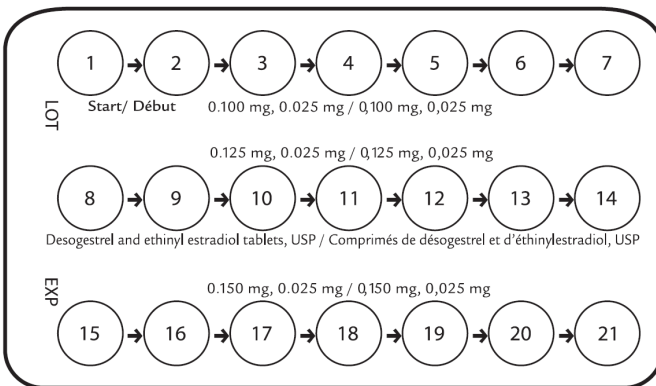 1 2 3 4 5 6 7
LOT
Start/ Début 0.100 mg, 0.025 mg / 0,100 mg, 0,025 mg
0.125 mg, 0.025 mg / 0,125 mg, 0,025 mg
8 9 10 11 12 13 14
Desogestrel and ethinyl estradiol tablets, USP / Comprimés de désogestrel et d'éthinylestradiol, USP
EXP
0.150 mg, 0.025 mg / 0,150 mg, 0,025 mg
15 16 17 18 19 20 21